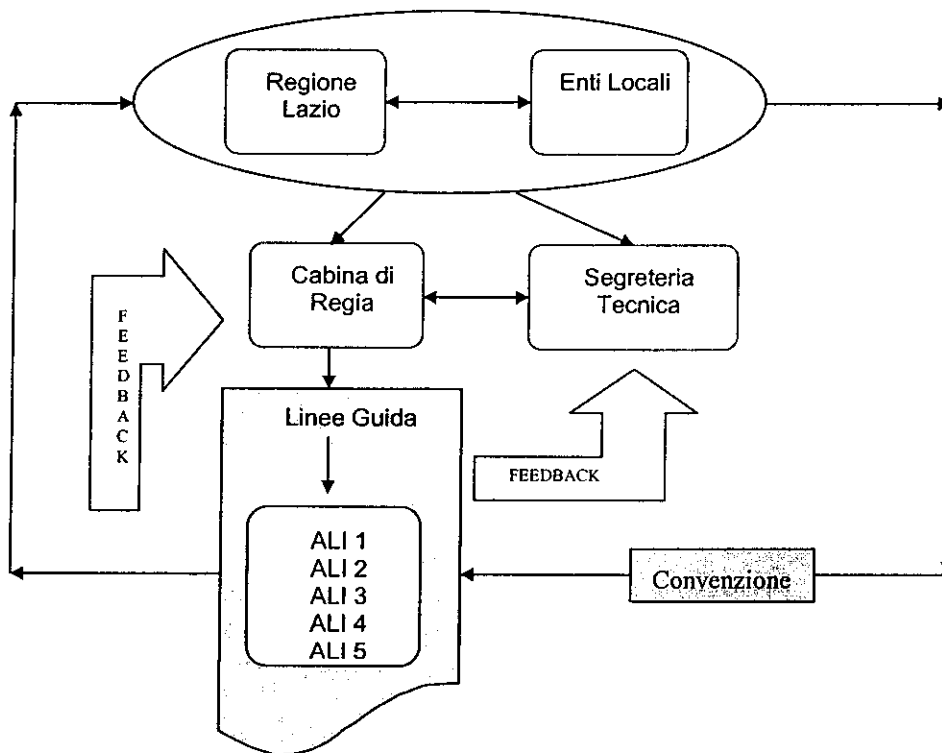 Regione
Lazio
Enti Locali
Cabina di
Regia
Segreteria
Tecnica
FEEDBACK
Linee Guida
FEEDBACK
ALI 1
ALI 2
ALI 3
ALI 4
ALI 5
Convenzione